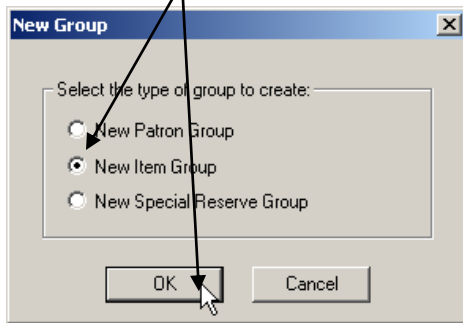 New Group
Select the type of group to create:
New Patron Group
New Item Group
New Special Reserve Group
OK Cancel